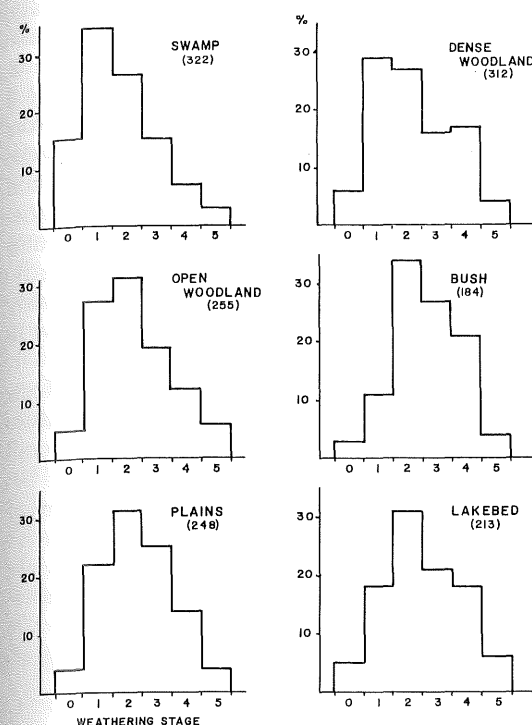 %
SWAMP
(322)
30
20
10
0 1 2 3 4 5
%
DENSE
WOODLAND
(312)
30
20
10
0 1 2 3 4 5
OPEN
WOODLAND
(255)
30
20
10
0 1 2 3 4 5
BUSH
(184)
30
20
10
0 1 2 3 4 5
PLAINS
(248)
30
20
10
0 1 2 3 4 5
WEATHERING STAGE
LAKEBED
(213)
30
20
10
0 1 2 3 4 5